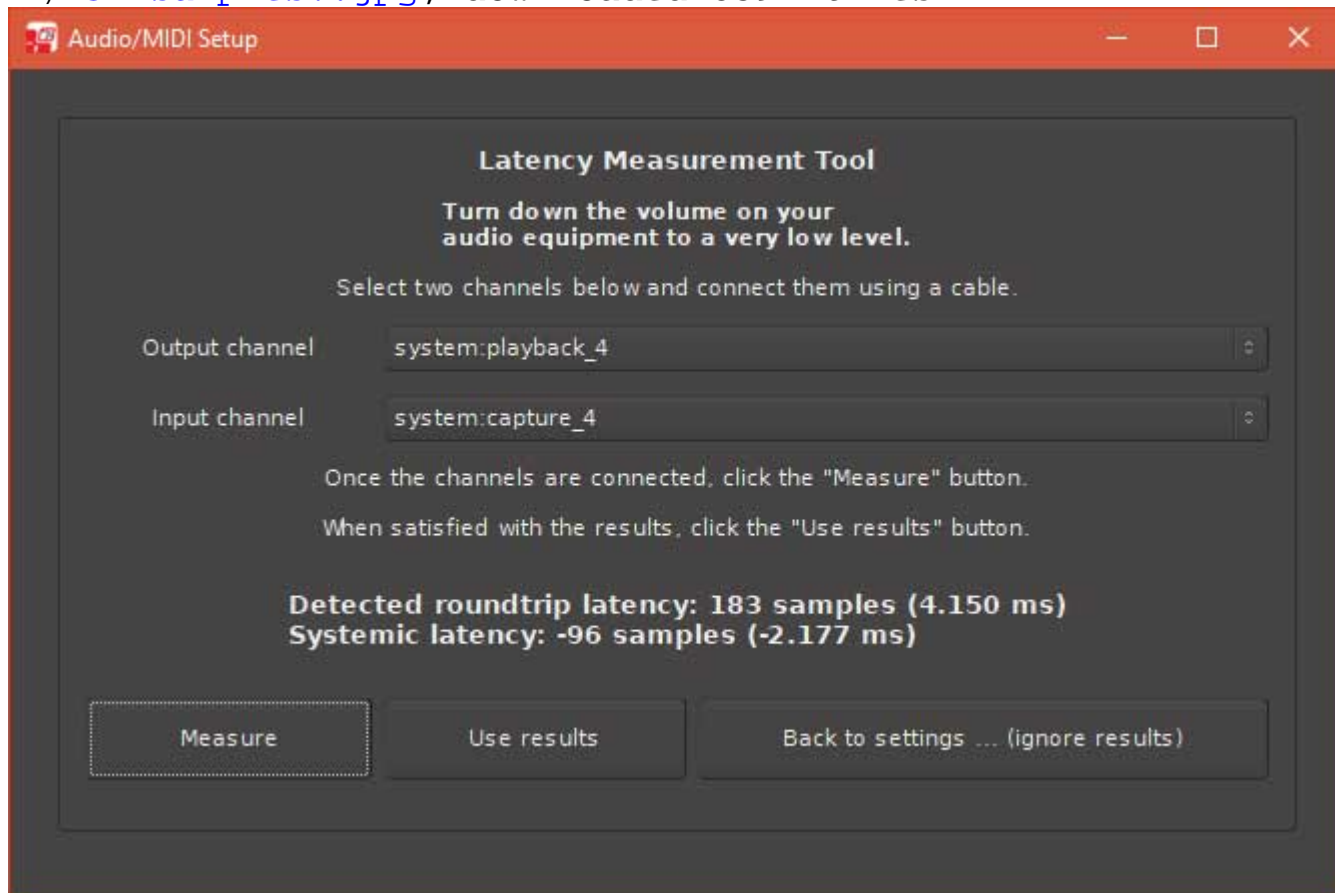 Audio/MIDI Setup
Latency Measurement Tool
Turn down the volume on your
audio equipment to a very low level.
Select two channels below and connect them using a cable.
Output channel system:playback_4
Input channel system:capture_4
Once the channels are connected, click the "Measure" button.
When satisfied with the results, click the "Use results" button.
Detected roundtrip latency: 183 samples (4.150 ms)
Systemic latency: -96 samples (-2.177 ms)
Measure Use results Back to settings ... (ignore results)